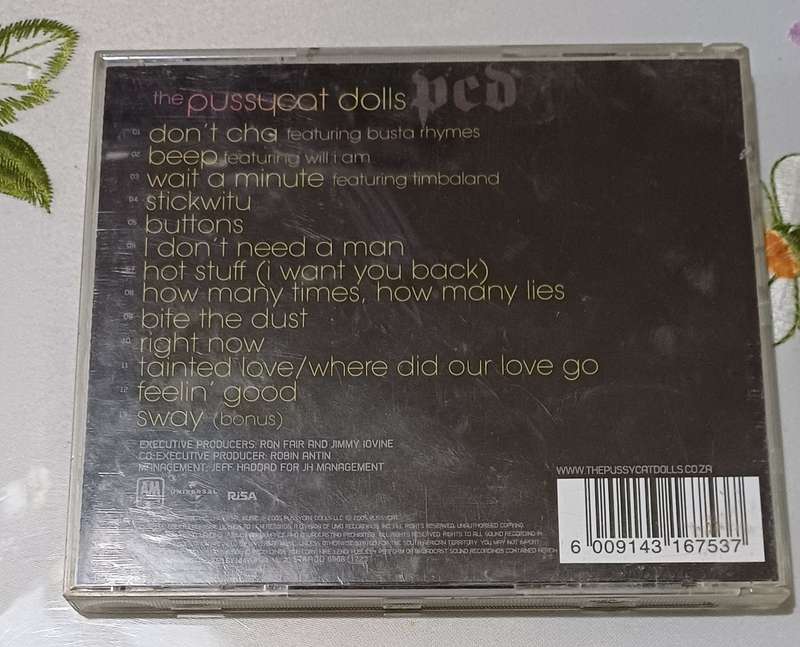 the pussycat dolls pcd
01 don't cha featuring busta rhymes
02 beep featuring will i am
03 wait a minute featuring timbaland
04 stickwitu
05 buttons
06 I don't need a man
07 hot stuff (i want you back)
08 how many times, how many lies
09 bite the dust
10 right now
11 tainted love/where did our love go
12 feelin' good
13 sway (bonus)
EXECUTIVE PRODUCERS: RON FAIR AND JIMMY IOVINE
CO-EXECUTIVE PRODUCER: ROBIN ANTIN
MANAGEMENT: JEFF HADDAD FOR JH MANAGEMENT
WWW.THEPUSSYCATDOLLS.CO.ZA
A&M UNIVERSAL RiSA
6 009143 167537